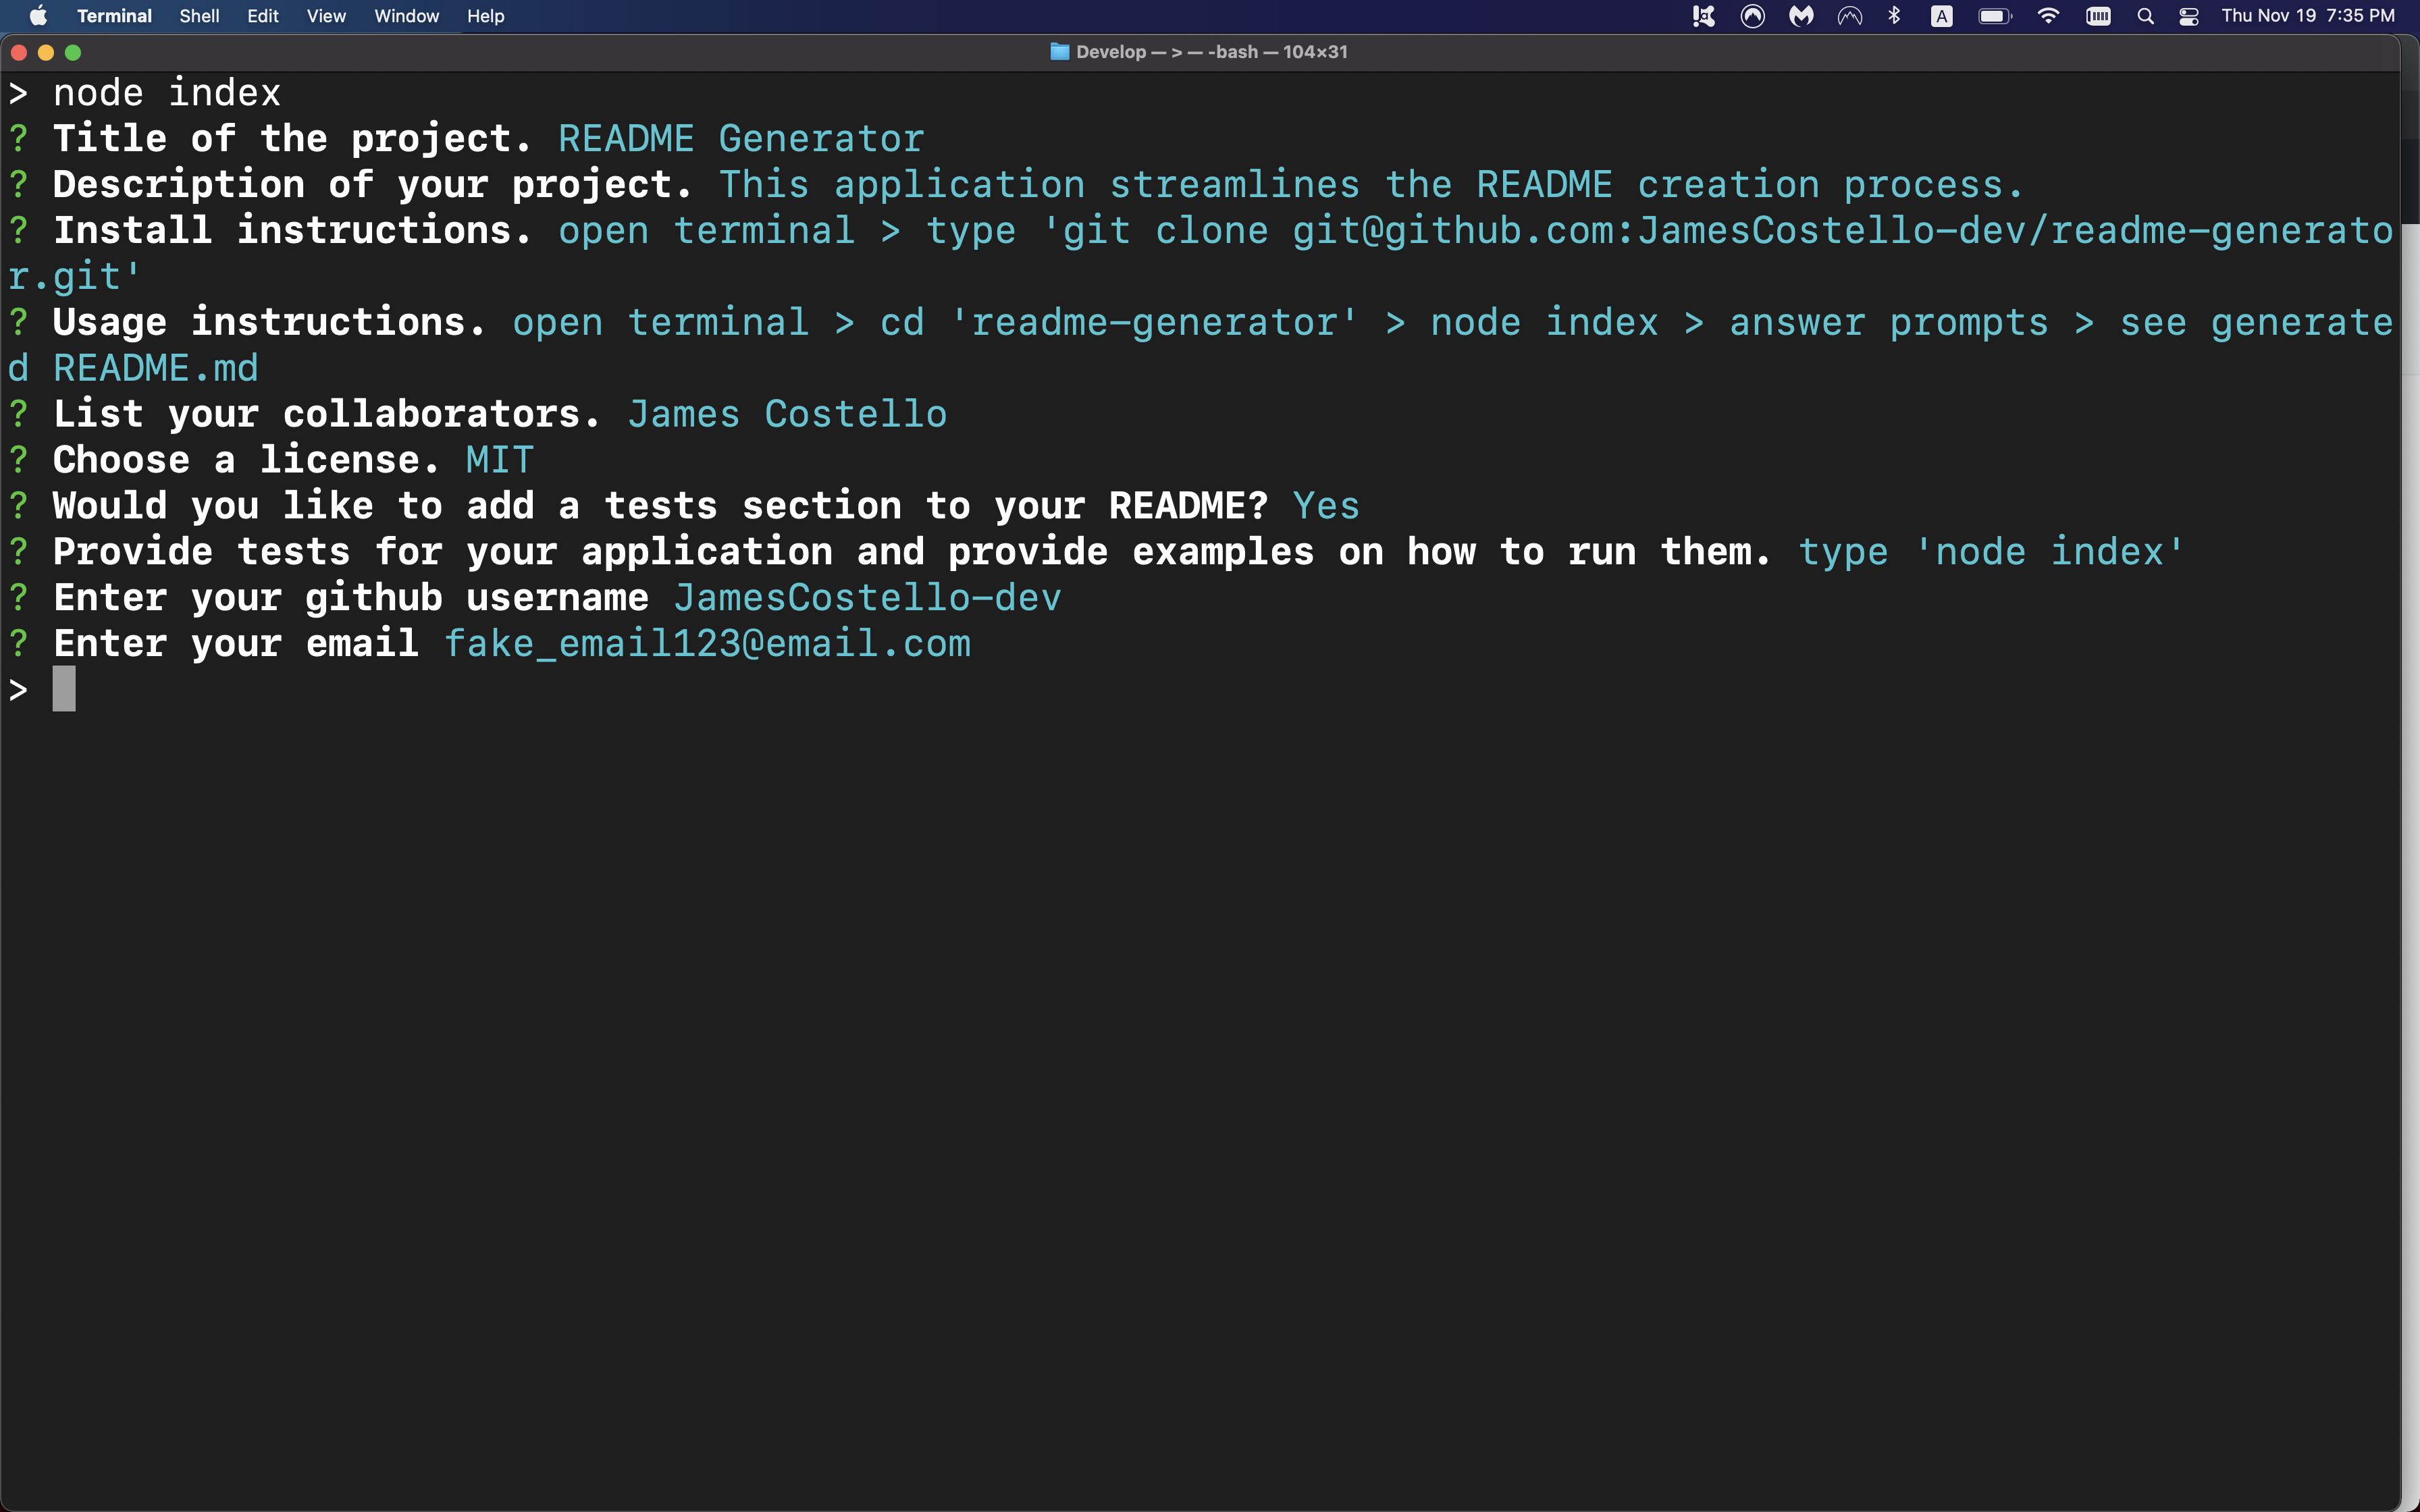 Terminal Shell Edit View Window Help A Thu Nov 19 7:35 PM
Develop — > — -bash — 104×31
> node index
? Title of the project. README Generator
? Description of your project. This application streamlines the README creation process.
? Install instructions. open terminal > type 'git clone git@github.com:JamesCostello-dev/readme-generato
r.git'
? Usage instructions. open terminal > cd 'readme-generator' > node index > answer prompts > see generate
d README.md
? List your collaborators. James Costello
? Choose a license. MIT
? Would you like to add a tests section to your README? Yes
? Provide tests for your application and provide examples on how to run them. type 'node index'
? Enter your github username JamesCostello-dev
? Enter your email fake_email123@email.com
>